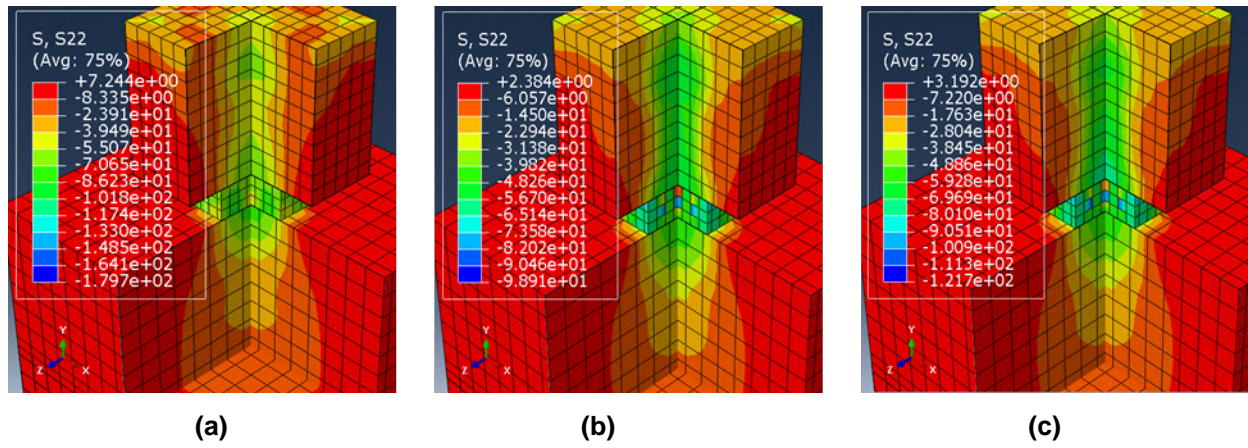 S, S22
(Avg: 75%)
+7.244e+00
-8.335e+00
-2.391e+01
-3.949e+01
-5.507e+01
-7.065e+01
-8.623e+01
-1.018e+02
-1.174e+02
-1.330e+02
-1.485e+02
-1.641e+02
-1.797e+02
Y
Z X
(a)
S, S22
(Avg: 75%)
+2.384e+00
-6.057e+00
-1.450e+01
-2.294e+01
-3.138e+01
-3.982e+01
-4.826e+01
-5.670e+01
-6.514e+01
-7.358e+01
-8.202e+01
-9.046e+01
-9.891e+01
Y
Z X
(b)
S, S22
(Avg: 75%)
+3.192e+00
-7.220e+00
-1.763e+01
-2.804e+01
-3.845e+01
-4.886e+01
-5.928e+01
-6.969e+01
-8.010e+01
-9.051e+01
-1.009e+02
-1.113e+02
-1.217e+02
Y
Z X
(c)